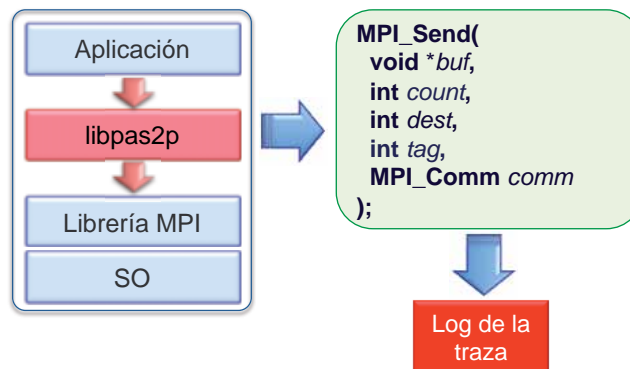 Aplicación
libpas2p
Librería MPI
SO
MPI_Send(
void *buf,
int count,
int dest,
int tag,
MPI_Comm comm
);
Log de la
traza